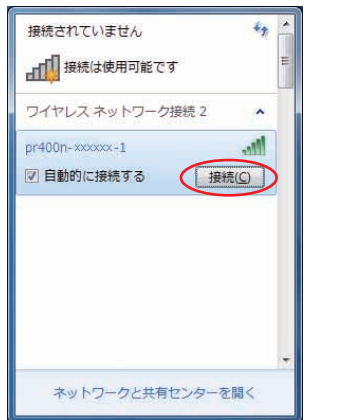 接続されていません
接続は使用可能です
ワイヤレス ネットワーク接続 2
pr400n-xxxxxx-1
自動的に接続する
接続(C)
ネットワークと共有センターを開く